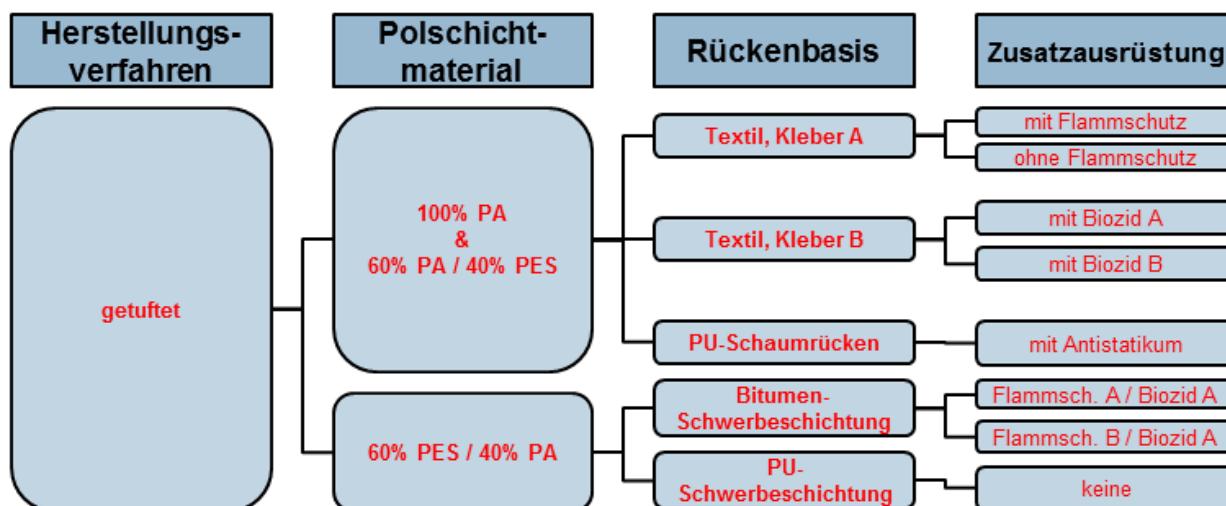 Herstellungs-
verfahren
Polschicht-
material
Rückenbasis
Zusatzausrüstung
getuftet
100% PA
&
60% PA / 40% PES
60% PES / 40% PA
Textil, Kleber A
Textil, Kleber B
PU-Schaumrücken
Bitumen-
Schwerbeschichtung
PU-
Schwerbeschichtung
mit Flammschutz
ohne Flammschutz
mit Biozid A
mit Biozid B
mit Antistatikum
Flammsch. A / Biozid A
Flammsch. B / Biozid A
keine